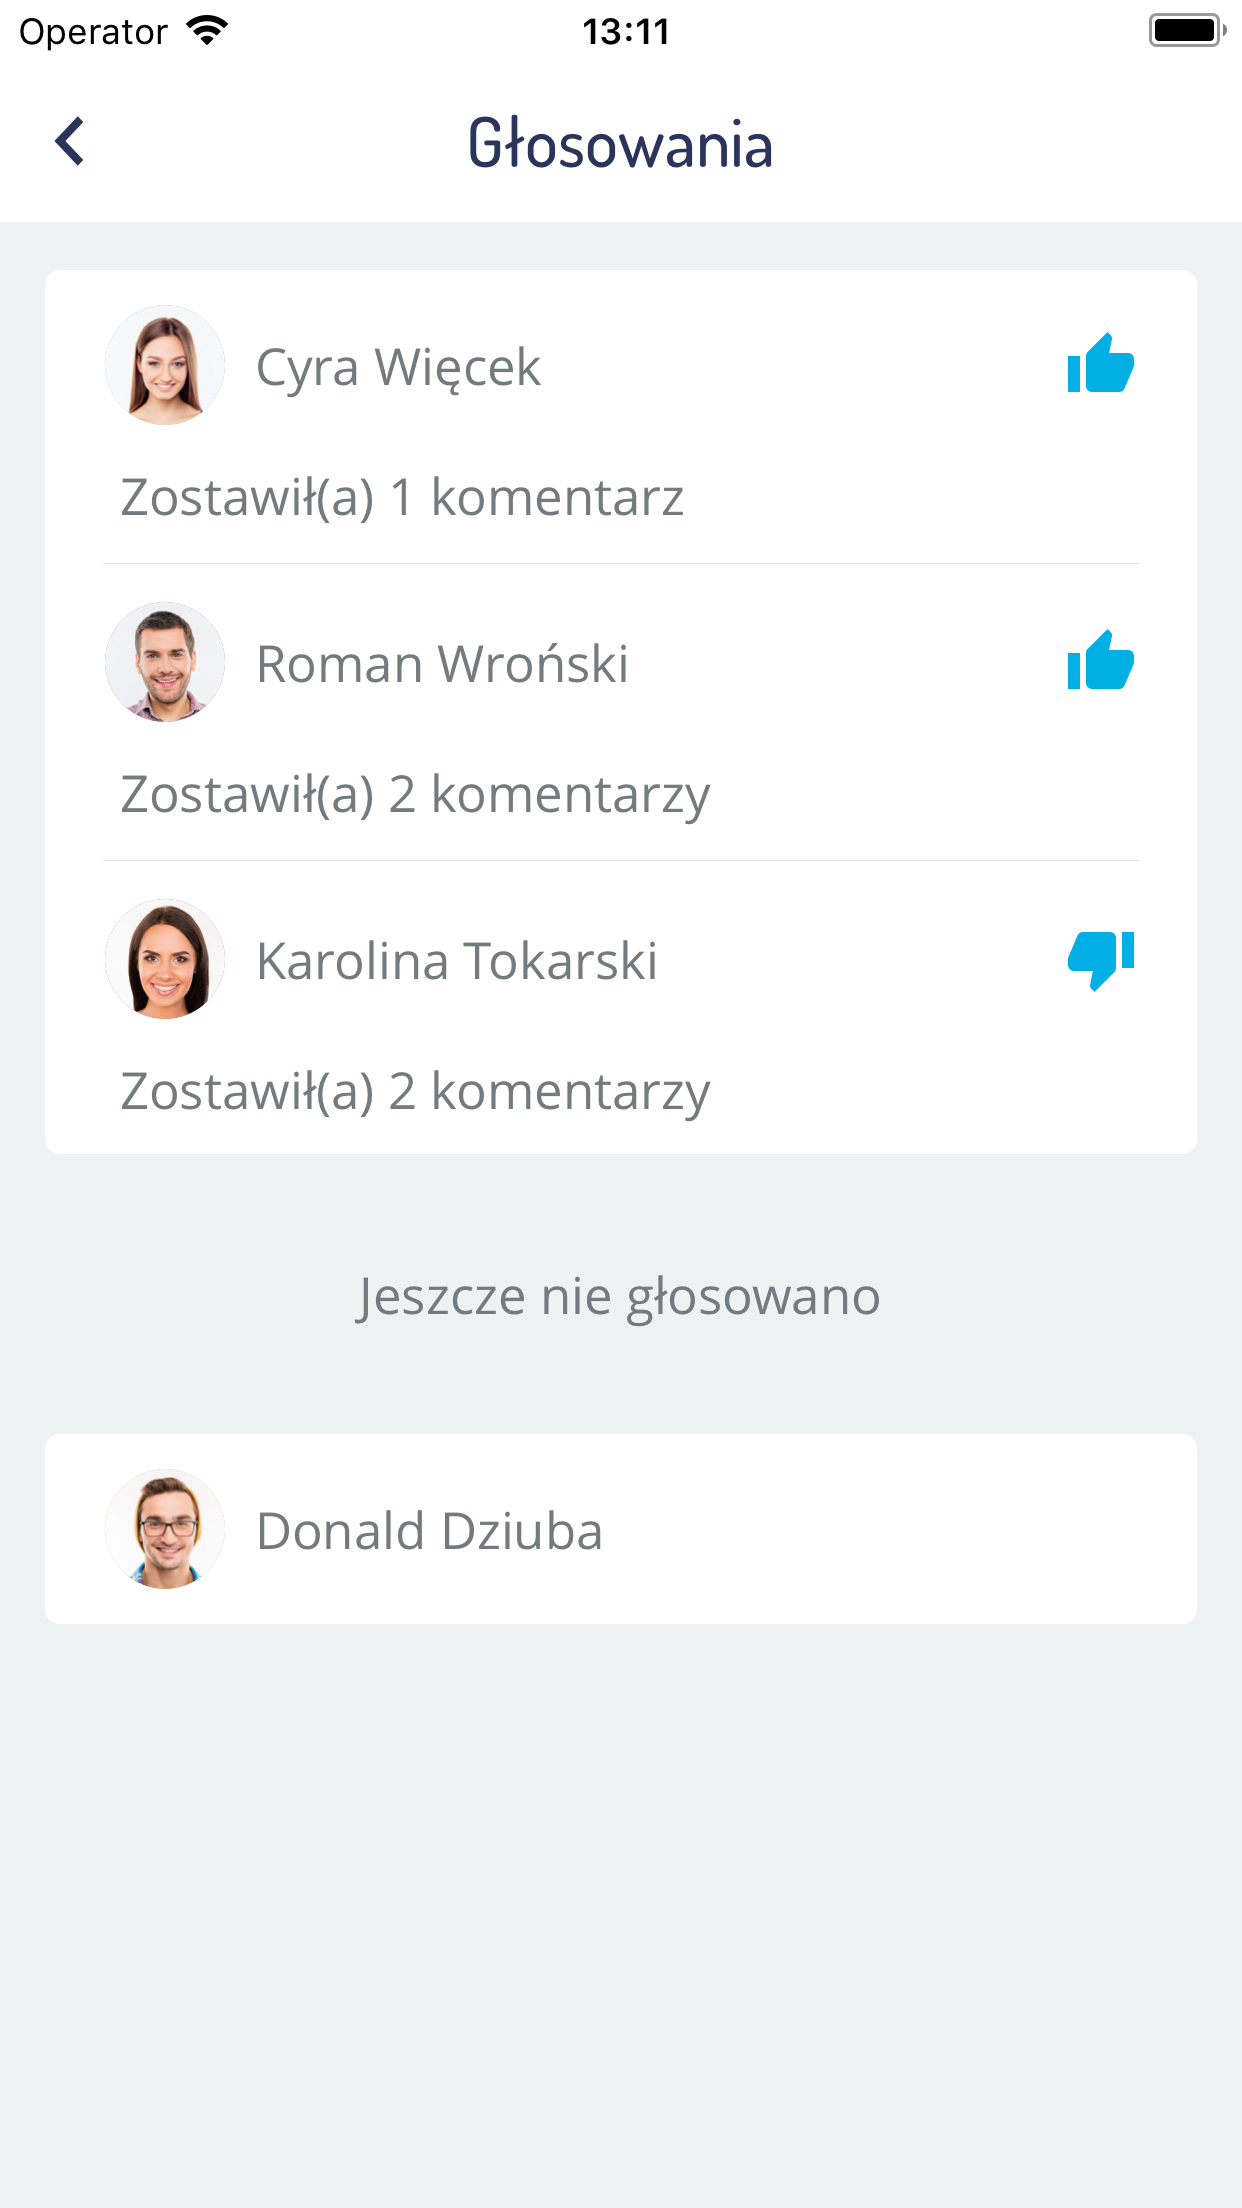 Operator 13:11
Głosowania
Cyra Więcek
Zostawił(a) 1 komentarz
Roman Wroński
Zostawił(a) 2 komentarzy
Karolina Tokarski
Zostawił(a) 2 komentarzy
Jeszcze nie głosowano
Donald Dziuba